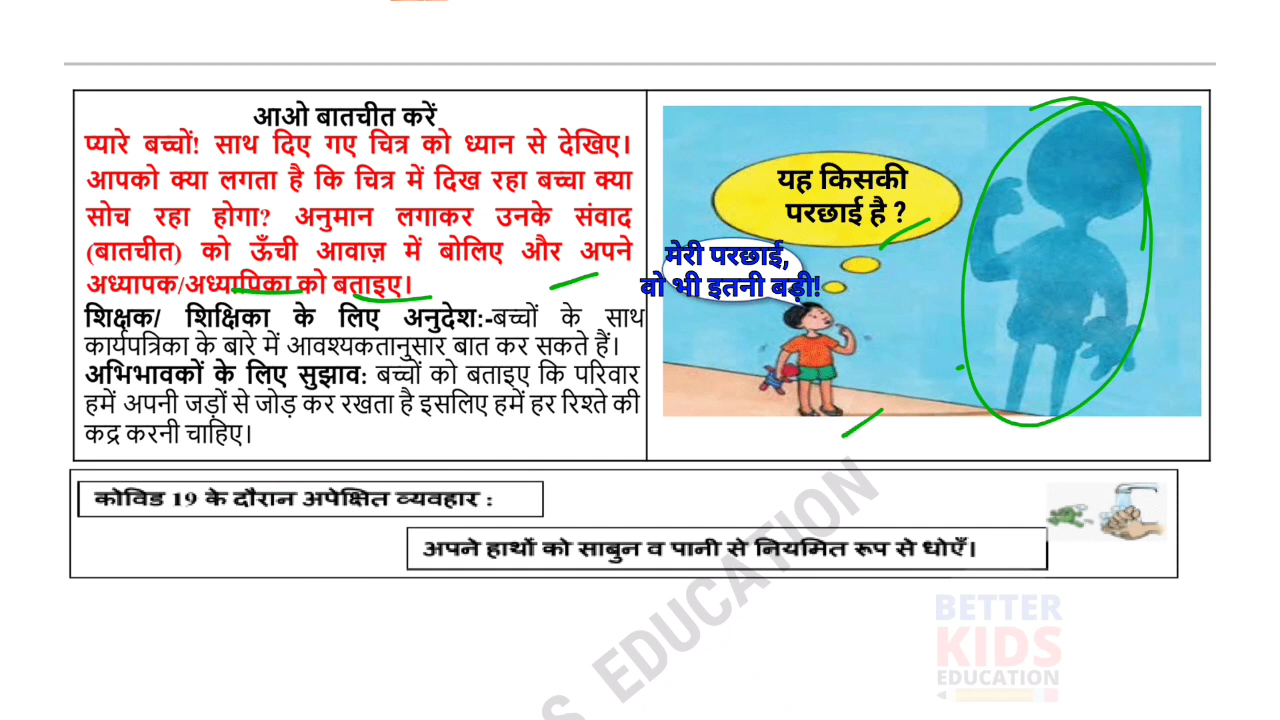 आओ बातचीत करें
प्यारे बच्चों! साथ दिए गए चित्र को ध्यान से देखिए।
आपको क्या लगता है कि चित्र में दिख रहा बच्चा क्या
सोच रहा होगा? अनुमान लगाकर उनके संवाद
(बातचीत) को ऊँची आवाज़ में बोलिए और अपने
अध्यापक/अध्यापिका को बताइए।
शिक्षक/ शिक्षिका के लिए अनुदेश:-बच्चों के साथ
कार्यपत्रिका के बारे में आवश्यकतानुसार बात कर सकते हैं।
अभिभावकों के लिए सुझाव: बच्चों को बताइए कि परिवार
हमें अपनी जड़ों से जोड़ कर रखता है इसलिए हमें हर रिश्ते की
कद्र करनी चाहिए।
यह किसकी
परछाई है ?
मेरी परछाई,
वो भी इतनी बड़ी!
कोविड 19 के दौरान अपेक्षित व्यवहार :
अपने हाथों को साबुन व पानी से नियमित रूप से धोएँ।
S EDUCATION
BETTER
KIDS
EDUCATION